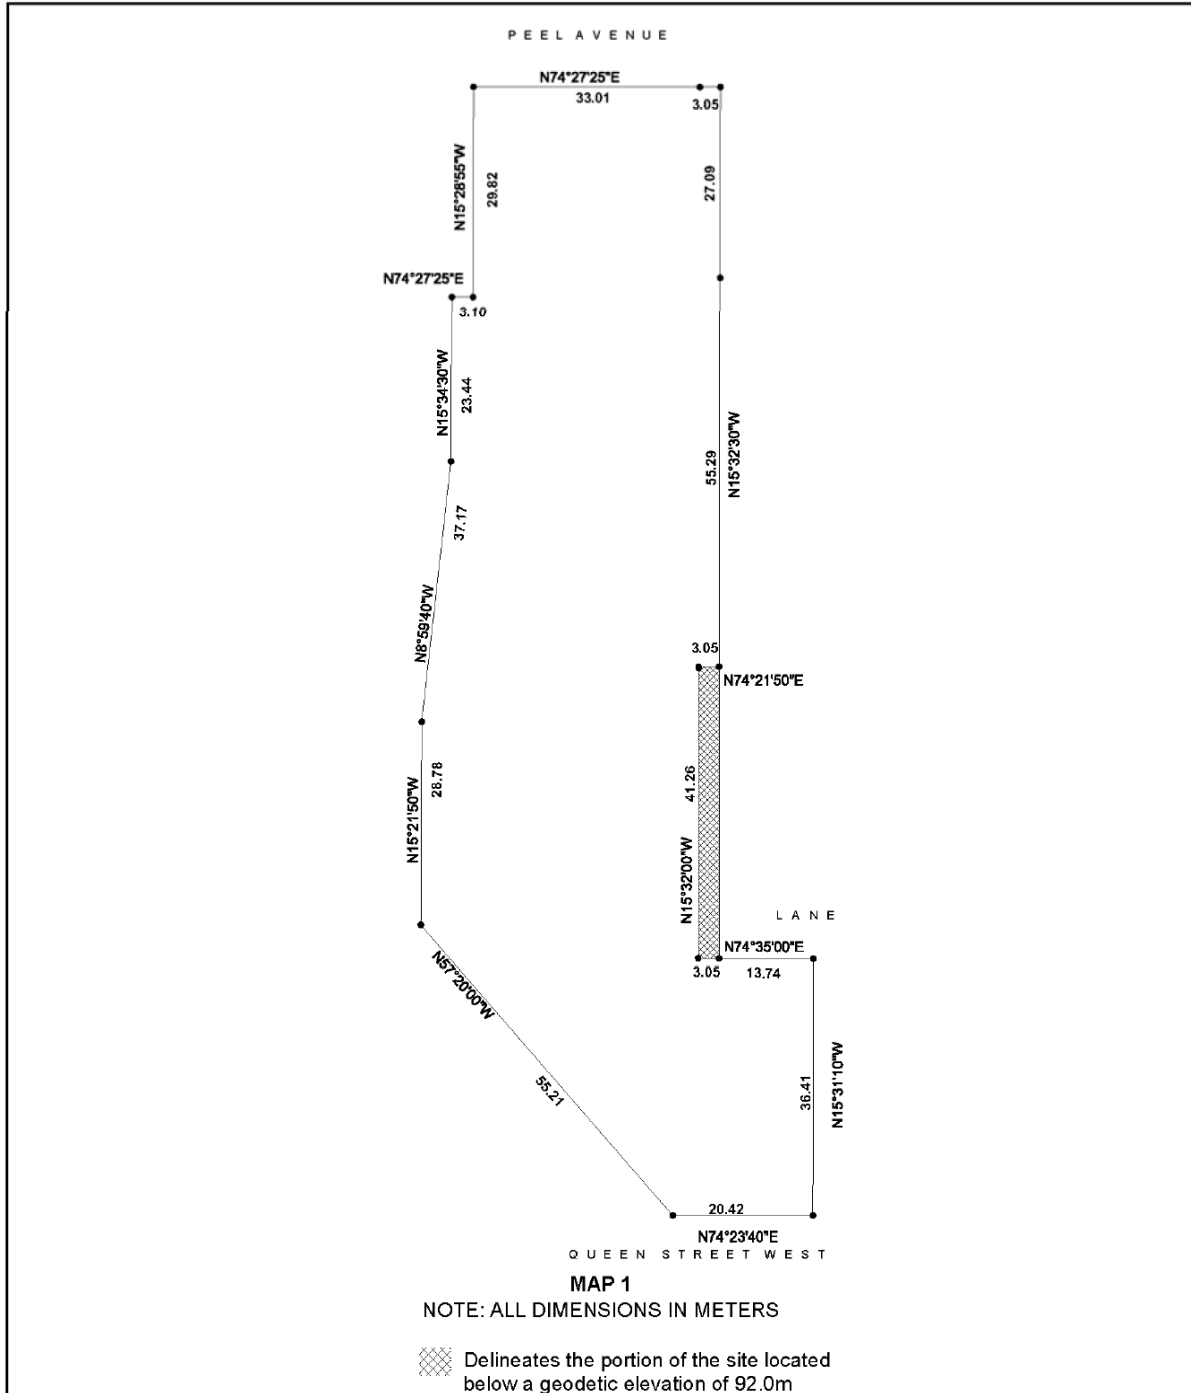 PEEL AVENUE
N74°27'25"E
33.01
3.05
N15°28'55"W
29.82
27.09
N74°27'25"E
3.10
N15°34'30"W
23.44
55.29
N15°32'30"W
37.17
N8°59'40"W
3.05
N74°21'50"E
28.78
N15°21'50"W
41.26
N15°32'00"W
LANE
N74°35'00"E
3.05
13.74
N57°20'00"W
55.21
36.41
N15°31'10"W
20.42
N74°23'40"E
QUEEN STREET WEST
MAP 1
NOTE: ALL DIMENSIONS IN METERS
Delineates the portion of the site located
below a geodetic elevation of 92.0m